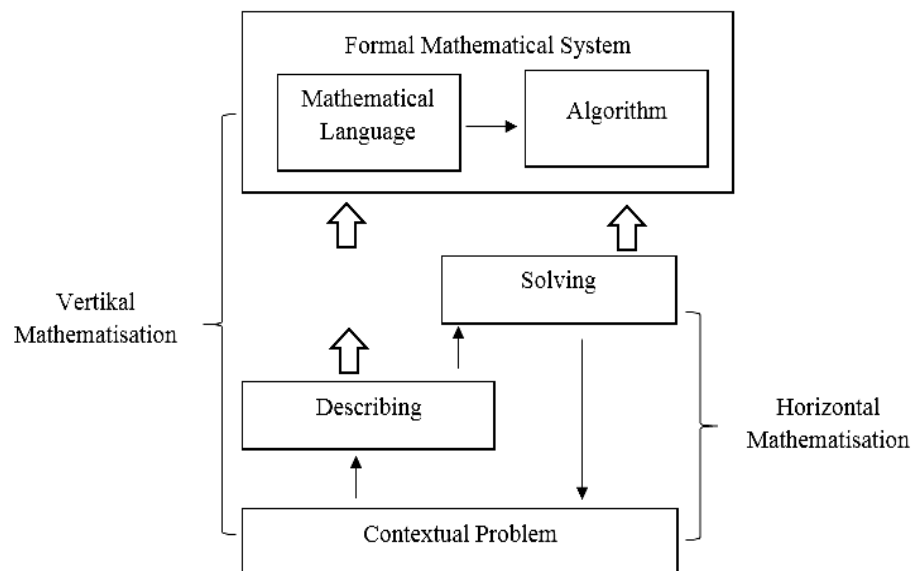 Formal Mathematical System
Mathematical
Language
Algorithm
Solving
Vertikal
Mathematisation
Describing
Horizontal
Mathematisation
Contextual Problem